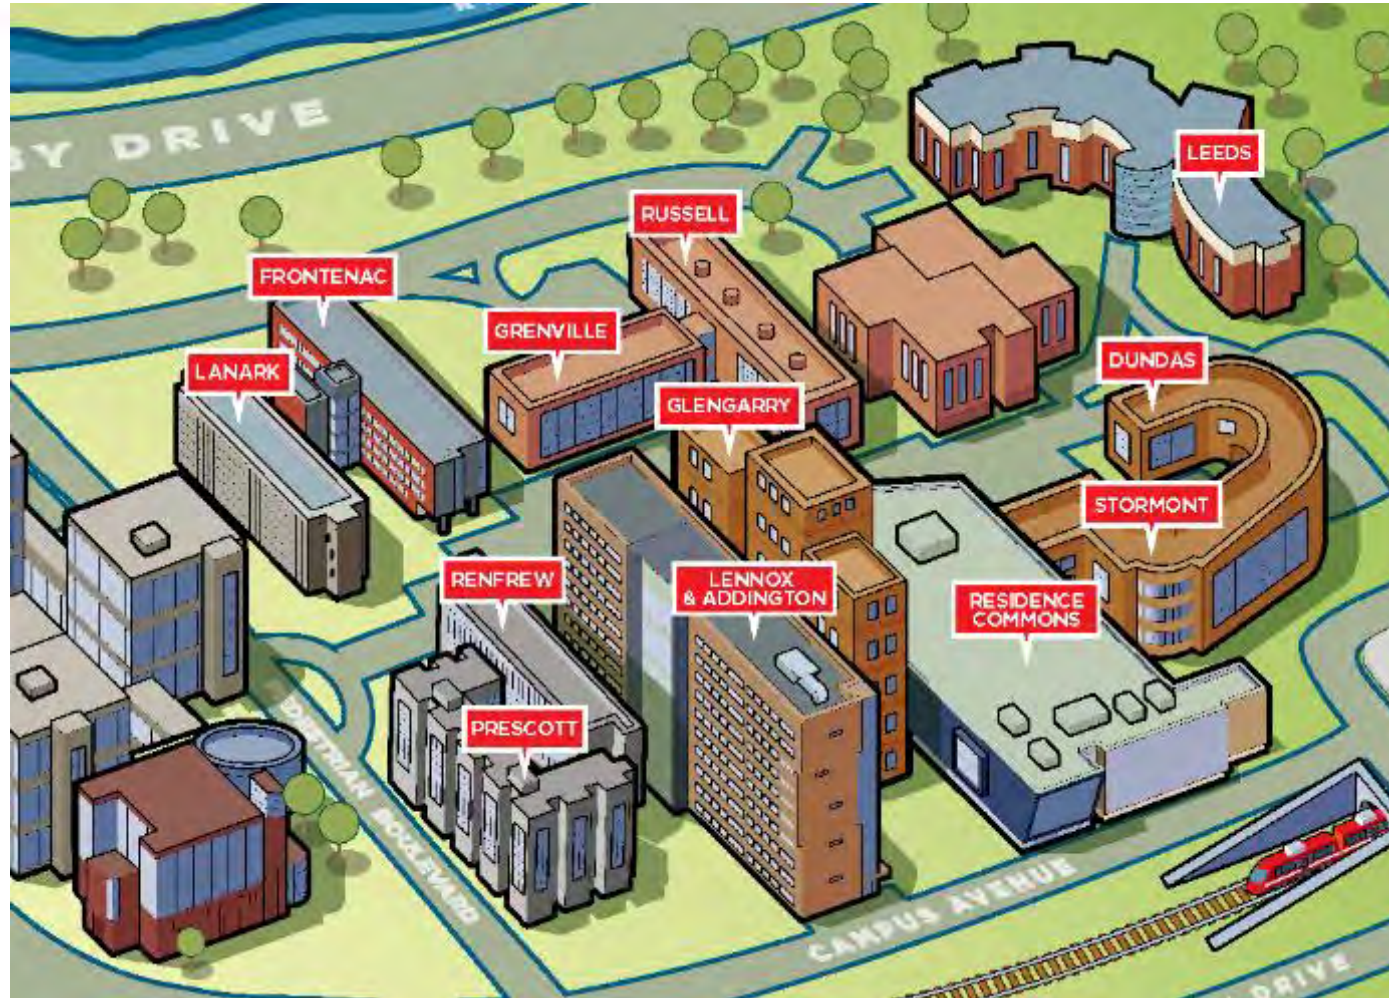 BY DRIVE
LEEDS
RUSSELL
FRONTENAC
GRENVILLE
LANARK
DUNDAS
GLENGARRY
STORMONT
RENFREW
LENNOX
& ADDINGTON
RESIDENCE
COMMONS
PRESCOTT
BOULEVARD
CAMPUS AVENUE
DRIVE